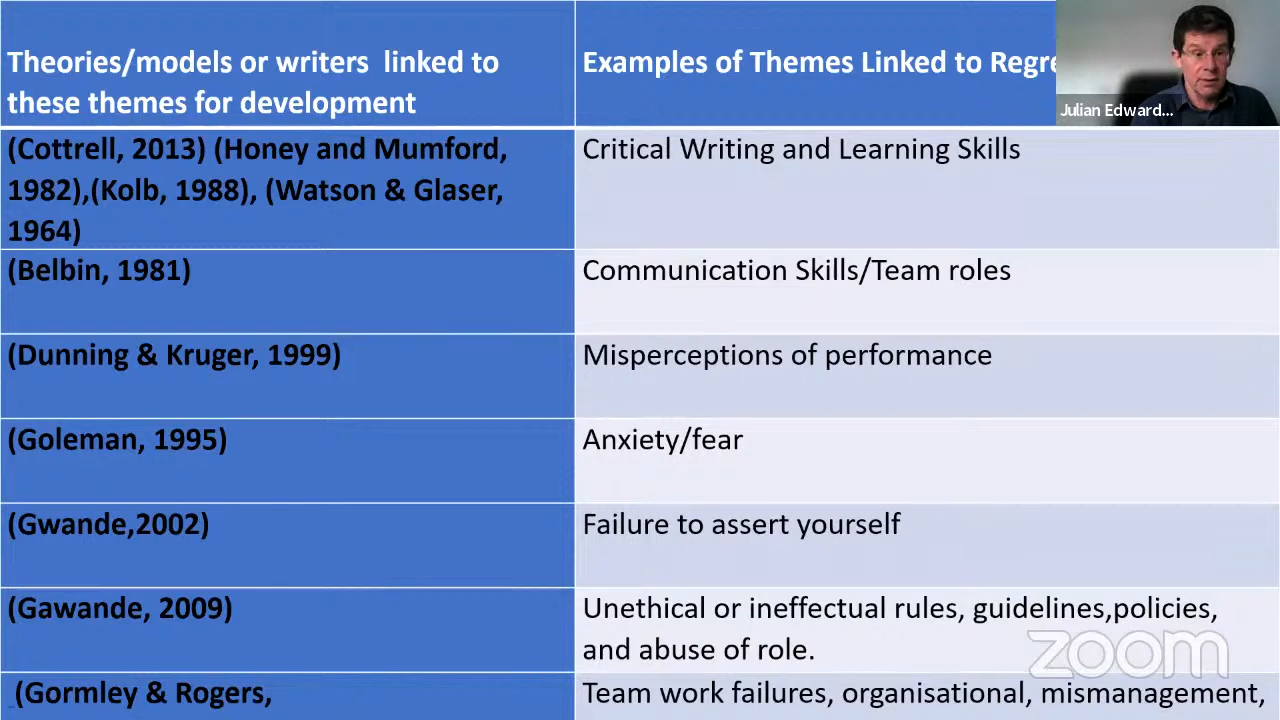 Theories/models or writers linked to
these themes for development
Examples of Themes Linked to Regre
Julian Edward...
(Cottrell, 2013) (Honey and Mumford,
1982),(Kolb, 1988), (Watson & Glaser,
1964)
Critical Writing and Learning Skills
(Belbin, 1981)
Communication Skills/Team roles
(Dunning & Kruger, 1999)
Misperceptions of performance
(Goleman, 1995)
Anxiety/fear
(Gwande,2002)
Failure to assert yourself
(Gawande, 2009)
Unethical or ineffectual rules, guidelines,policies,
and abuse of role.
zoom
(Gormley & Rogers,
Team work failures, organisational, mismanagement,